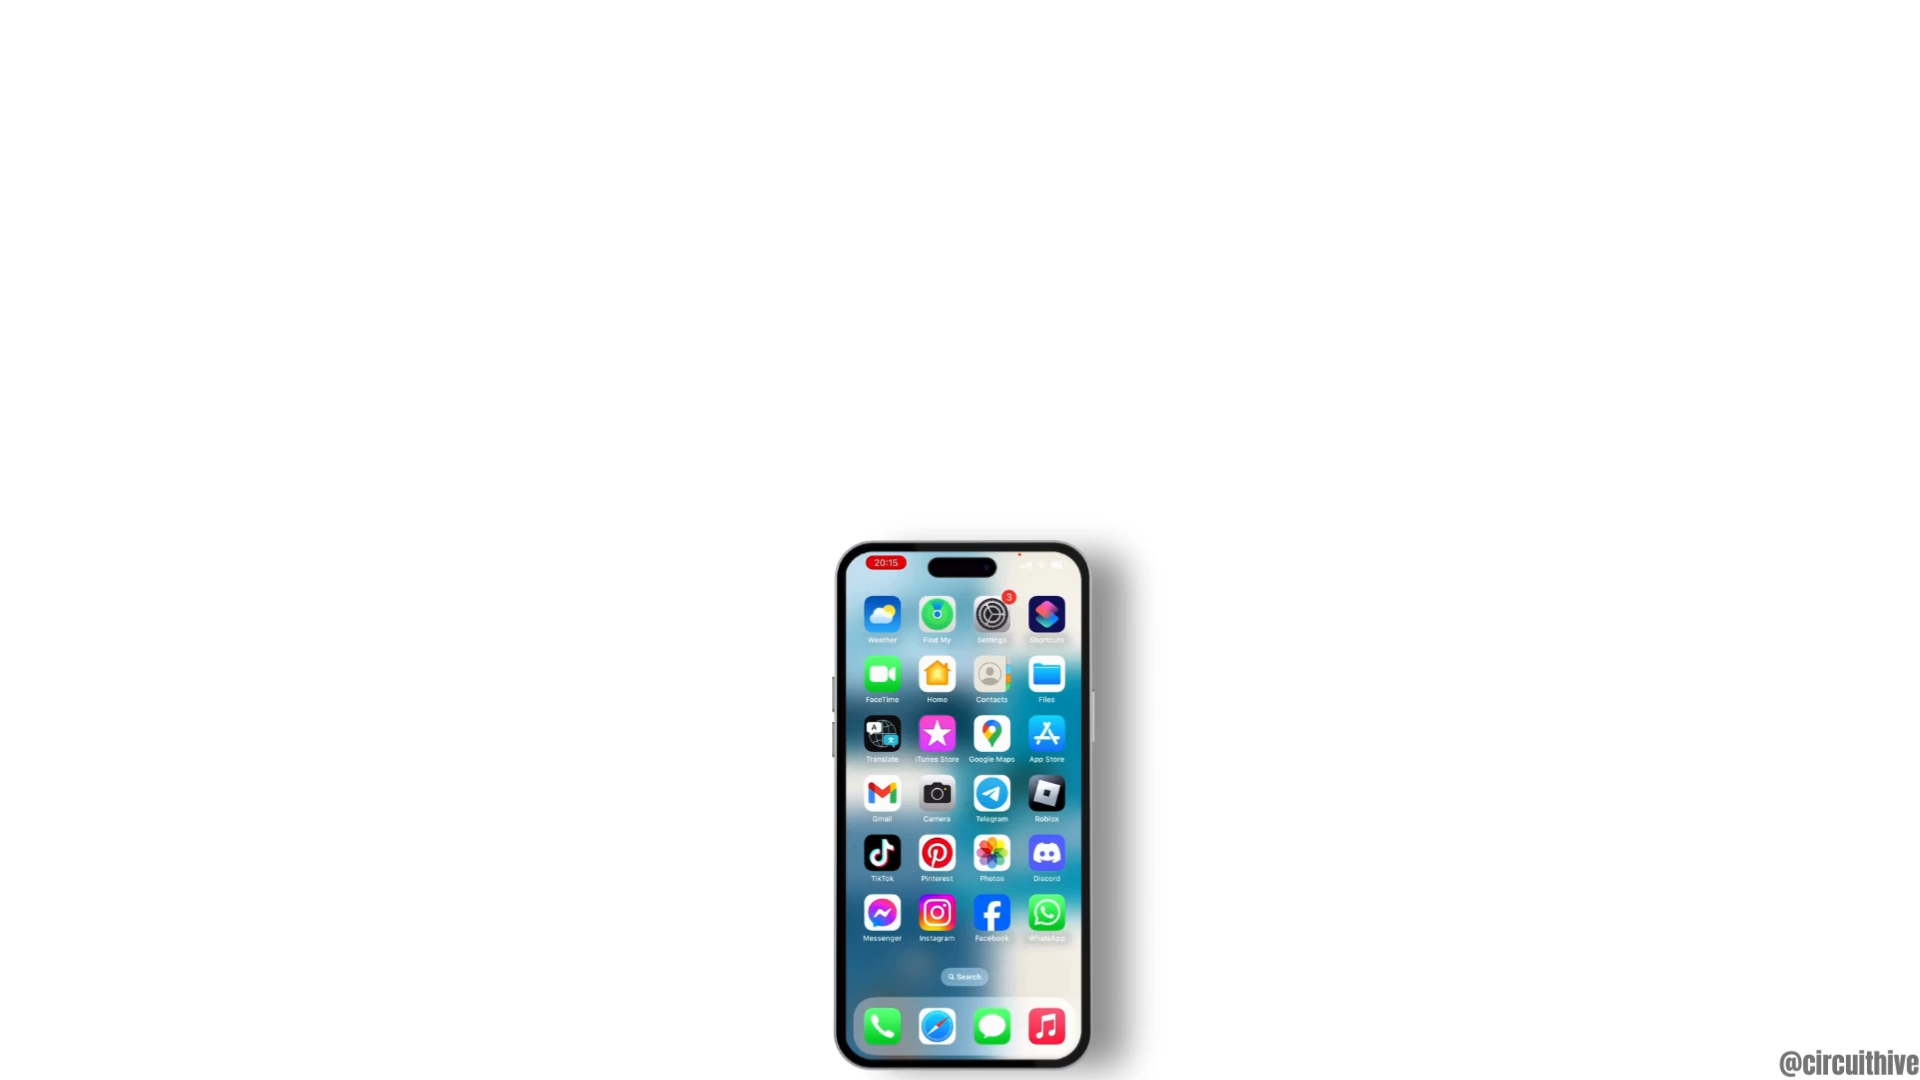 20:15
3
Weather Find My Settings Shortcuts
FaceTime Home Contacts Files
Translate iTunes Store Google Maps App Store
Gmail Camera Telegram Roblox
TikTok Pinterest Photos Discord
Messenger Instagram Facebook WhatsApp
Search
@circuithive